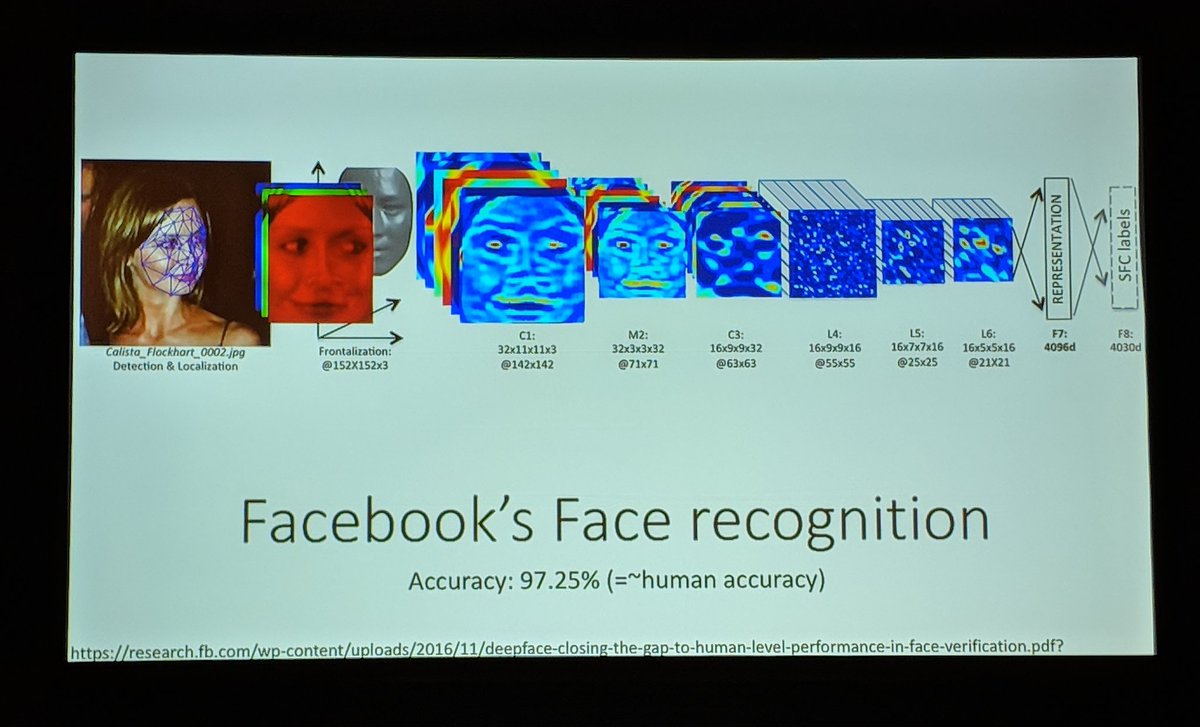 Calista_Flockhart_0002.jpg
Detection & Localization
Frontalization:
@152X152x3
C1:
32x11x11x3
@142x142
M2:
32x3x3x32
@71x71
C3:
16x9x9x32
@63x63
L4:
16x9x9x16
@55x55
L5:
16x7x7x16
@25x25
L6:
16x5x5x16
@21X21
REPRESENTATION
F7:
4096d
SFC labels
F8:
4030d
Facebook's Face recognition
Accuracy: 97.25% (=~human accuracy)
https://research.fb.com/wp-content/uploads/2016/11/deepface-closing-the-gap-to-human-level-performance-in-face-verification.pdf?